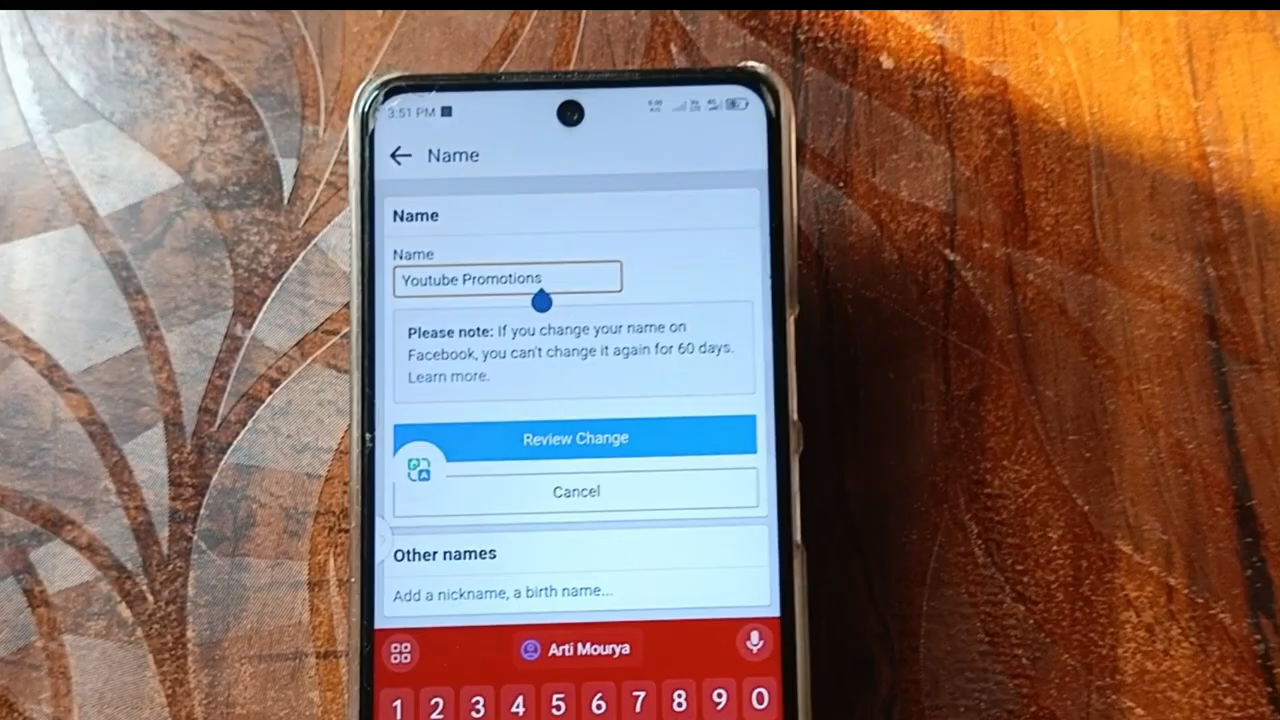 3:51 PM
Name
Name
Name
Youtube Promotions
Please note: If you change your name on
Facebook, you can't change it again for 60 days.
Learn more.
Review Change
Cancel
Other names
Add a nickname, a birth name...
Arti Mourya
1 2 3 4 5 6 7 8 9 0